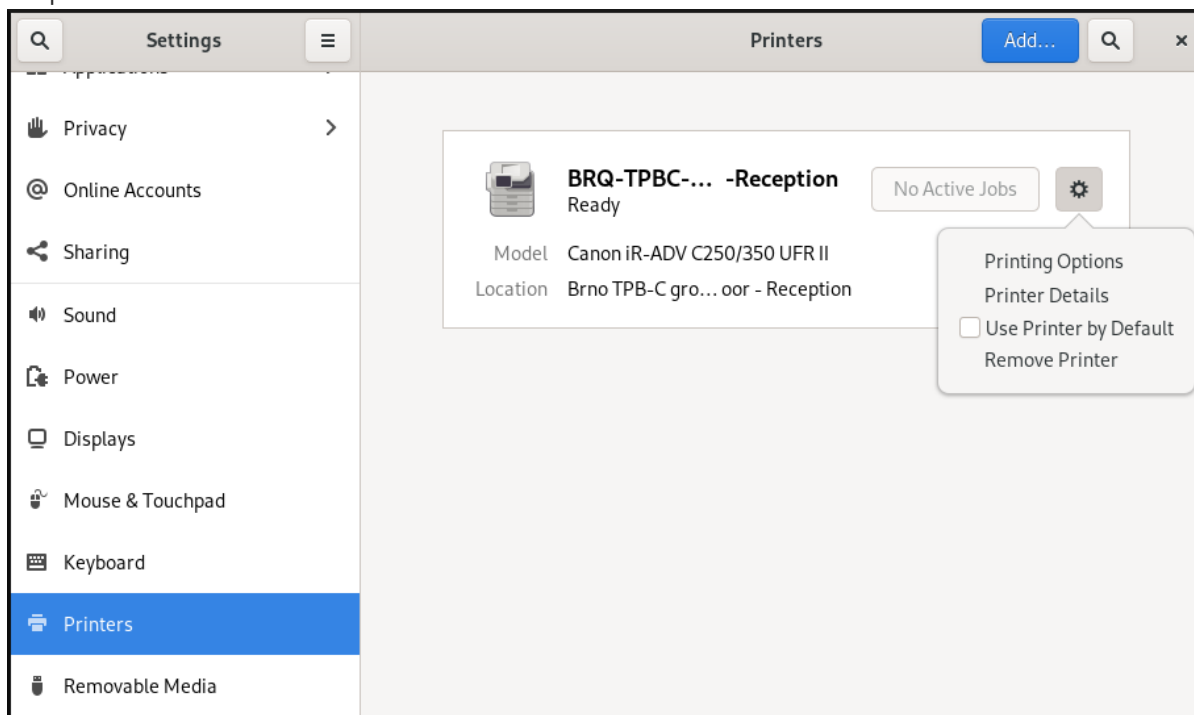 Settings
Printers
Add...
Applications
Privacy
Online Accounts
Sharing
Sound
Power
Displays
Mouse & Touchpad
Keyboard
Printers
Removable Media
BRQ-TPBC-... -Reception
Ready
No Active Jobs
Model Canon iR-ADV C250/350 UFR II
Location Brno TPB-C gro... oor - Reception
Printing Options
Printer Details
Use Printer by Default
Remove Printer